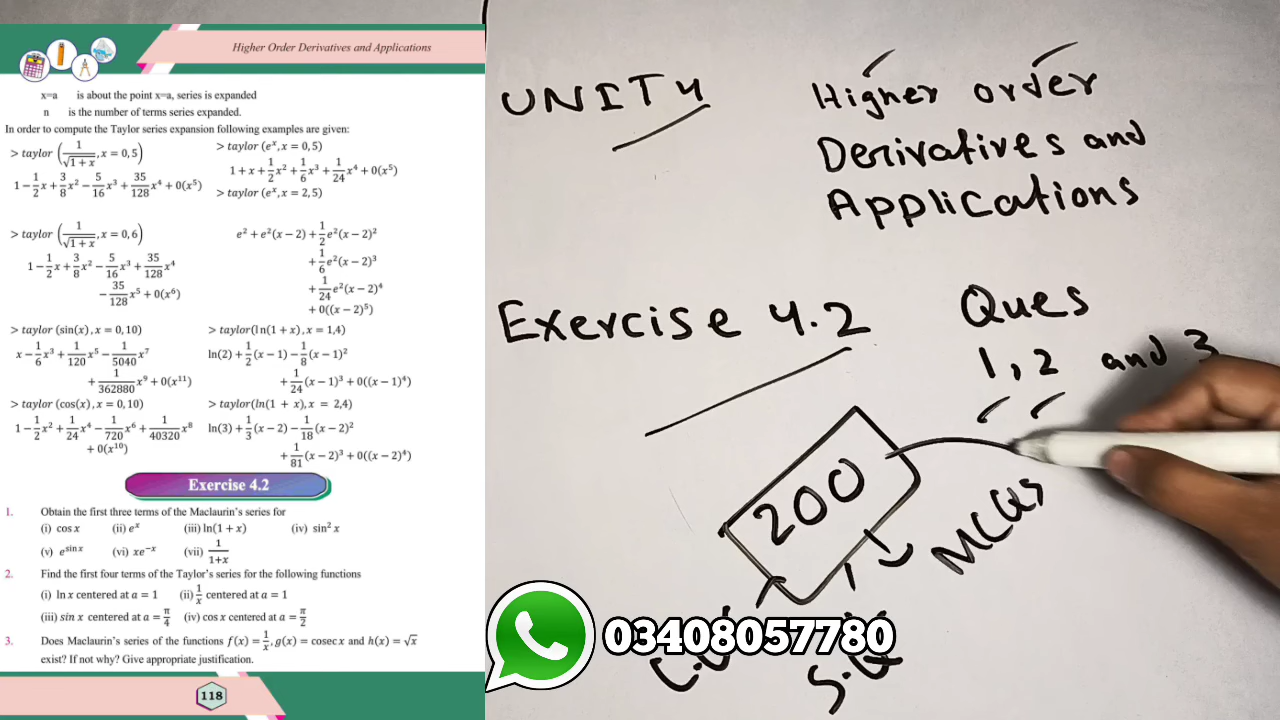 Higher Order Derivatives and Applications
x=a is about the point x=a, series is expanded
n is the number of terms series expanded.
In order to compute the Taylor series expansion following examples are given:
> taylor (1/√(1 + x), x = 0, 5)
1 − 1/2 x + 3/8 x² − 5/16 x³ + 35/128 x⁴ + 0(x⁵)
> taylor (eˣ, x = 0, 5)
1 + x + 1/2 x² + 1/6 x³ + 1/24 x⁴ + 0(x⁵)
> taylor (eˣ, x = 2, 5)
> taylor (1/√(1 + x), x = 0, 6)
1 − 1/2 x + 3/8 x² − 5/16 x³ + 35/128 x⁴
− 35/128 x⁵ + 0(x⁶)
e² + e²(x − 2) + 1/2 e²(x − 2)²
+ 1/6 e²(x − 2)³
+ 1/24 e²(x − 2)⁴
+ 0((x − 2)⁵)
> taylor (sin(x), x = 0, 10)
x − 1/6 x³ + 1/120 x⁵ − 1/5040 x⁷
+ 1/362880 x⁹ + 0(x¹¹)
> taylor(ln(1 + x), x = 1,4)
ln(2) + 1/2 (x − 1) − 1/8 (x − 1)²
+ 1/24 (x − 1)³ + 0((x − 1)⁴)
> taylor (cos(x), x = 0, 10)
1 − 1/2 x² + 1/24 x⁴ − 1/720 x⁶ + 1/40320 x⁸
+ 0(x¹⁰)
> taylor(ln(1 + x), x = 2,4)
ln(3) + 1/3 (x − 2) − 1/18 (x − 2)²
+ 1/81 (x − 2)³ + 0((x − 2)⁴)
Exercise 4.2
1. Obtain the first three terms of the Maclaurin's series for
(i) cos x (ii) eˣ (iii) ln(1 + x) (iv) sin² x
(v) e^(sin x) (vi) xe⁻ˣ (vii) 1/(1+x)
2. Find the first four terms of the Taylor's series for the following functions
(i) ln x centered at a = 1 (ii) 1/x centered at a = 1
(iii) sin x centered at a = π/4 (iv) cos x centered at a = π/2
3. Does Maclaurin's series of the functions f(x) = 1/x, g(x) = cosec x and h(x) = √x
exist? If not why? Give appropriate justification.
118
UNIT 4
Higher order
Derivatives and
Applications
Exercise 4.2
Ques
1, 2 and 3
200
MCQs
S.Q
03408057780